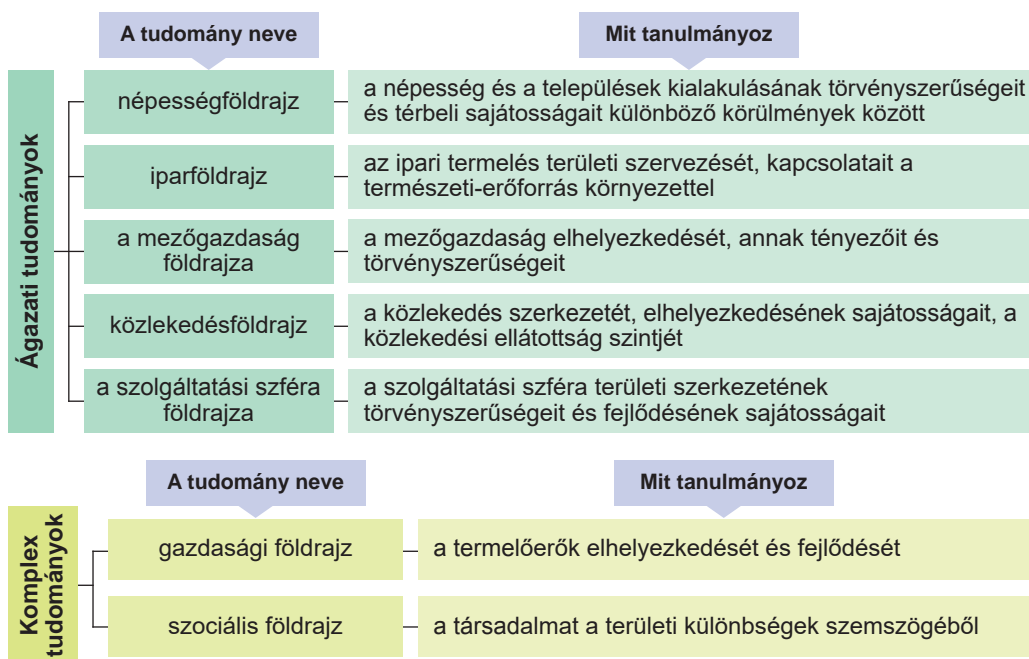 A tudomány neve
Mit tanulmányoz
Ágazati tudományok
népességföldrajz
a népesség és a települések kialakulásának törvényszerűségeit
és térbeli sajátosságait különböző körülmények között
iparföldrajz
az ipari termelés területi szervezését, kapcsolatait a
természeti-erőforrás környezettel
a mezőgazdaság
földrajza
a mezőgazdaság elhelyezkedését, annak tényezőit és
törvényszerűségeit
közlekedésföldrajz
a közlekedés szerkezetét, elhelyezkedésének sajátosságait, a
közlekedési ellátottság szintjét
a szolgáltatási szféra
földrajza
a szolgáltatási szféra területi szerkezetének
törvényszerűségeit és fejlődésének sajátosságait
A tudomány neve
Mit tanulmányoz
Komplex
tudományok
gazdasági földrajz
a termelőerők elhelyezkedését és fejlődését
szociális földrajz
a társadalmat a területi különbségek szemszögéből